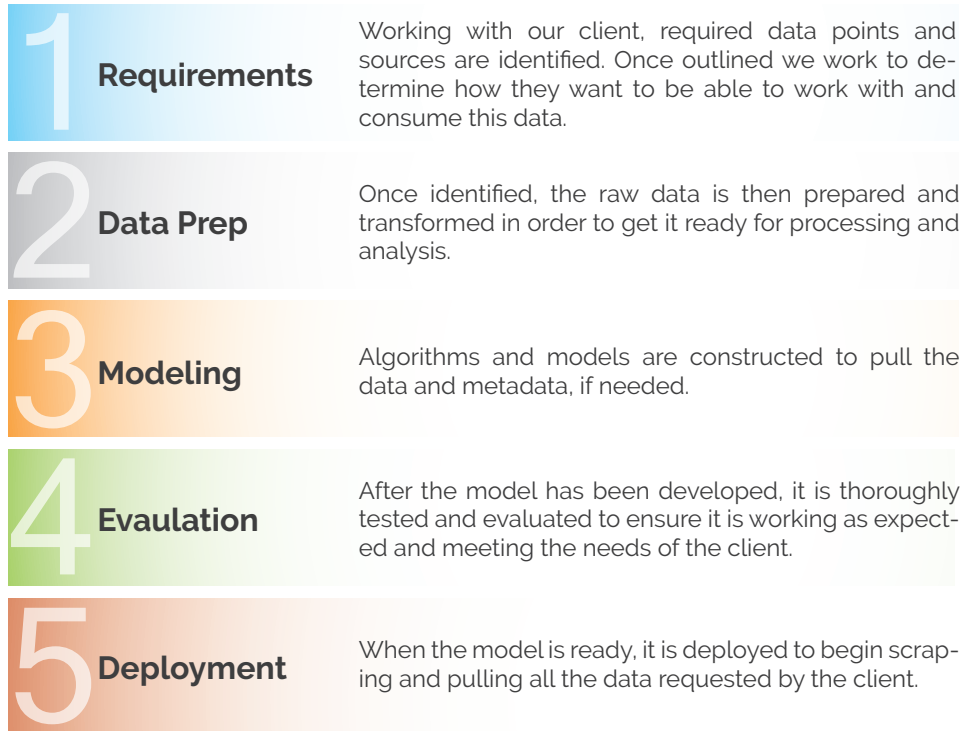 1
Requirements
Working with our client, required data points and
sources are identified. Once outlined we work to de-
termine how they want to be able to work with and
consume this data.
2
Data Prep
Once identified, the raw data is then prepared and
transformed in order to get it ready for processing and
analysis.
3
Modeling
Algorithms and models are constructed to pull the
data and metadata, if needed.
4
Evaulation
After the model has been developed, it is thoroughly
tested and evaluated to ensure it is working as expect-
ed and meeting the needs of the client.
5
Deployment
When the model is ready, it is deployed to begin scrap-
ing and pulling all the data requested by the client.